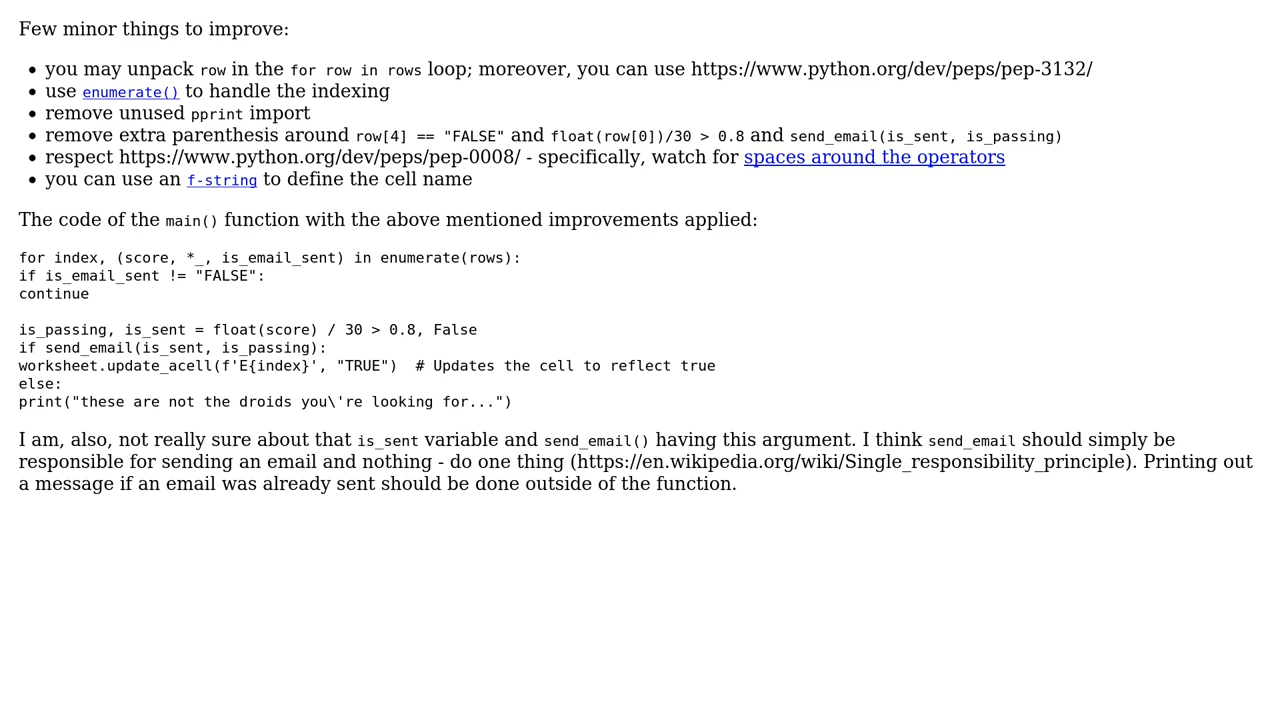 Few minor things to improve:
you may unpack row in the for row in rows loop; moreover, you can use https://www.python.org/dev/peps/pep-3132/
use enumerate() to handle the indexing
remove unused pprint import
remove extra parenthesis around row[4] == "FALSE" and float(row[0])/30 > 0.8 and send_email(is_sent, is_passing)
respect https://www.python.org/dev/peps/pep-0008/ - specifically, watch for spaces around the operators
you can use an f-string to define the cell name
The code of the main() function with the above mentioned improvements applied:
for index, (score, *_, is_email_sent) in enumerate(rows):
if is_email_sent != "FALSE":
continue
is_passing, is_sent = float(score) / 30 > 0.8, False
if send_email(is_sent, is_passing):
worksheet.update_acell(f'E{index}', "TRUE")  # Updates the cell to reflect true
else:
print("these are not the droids you\'re looking for...")
I am, also, not really sure about that is_sent variable and send_email() having this argument. I think send_email should simply be
responsible for sending an email and nothing - do one thing (https://en.wikipedia.org/wiki/Single_responsibility_principle). Printing out
a message if an email was already sent should be done outside of the function.